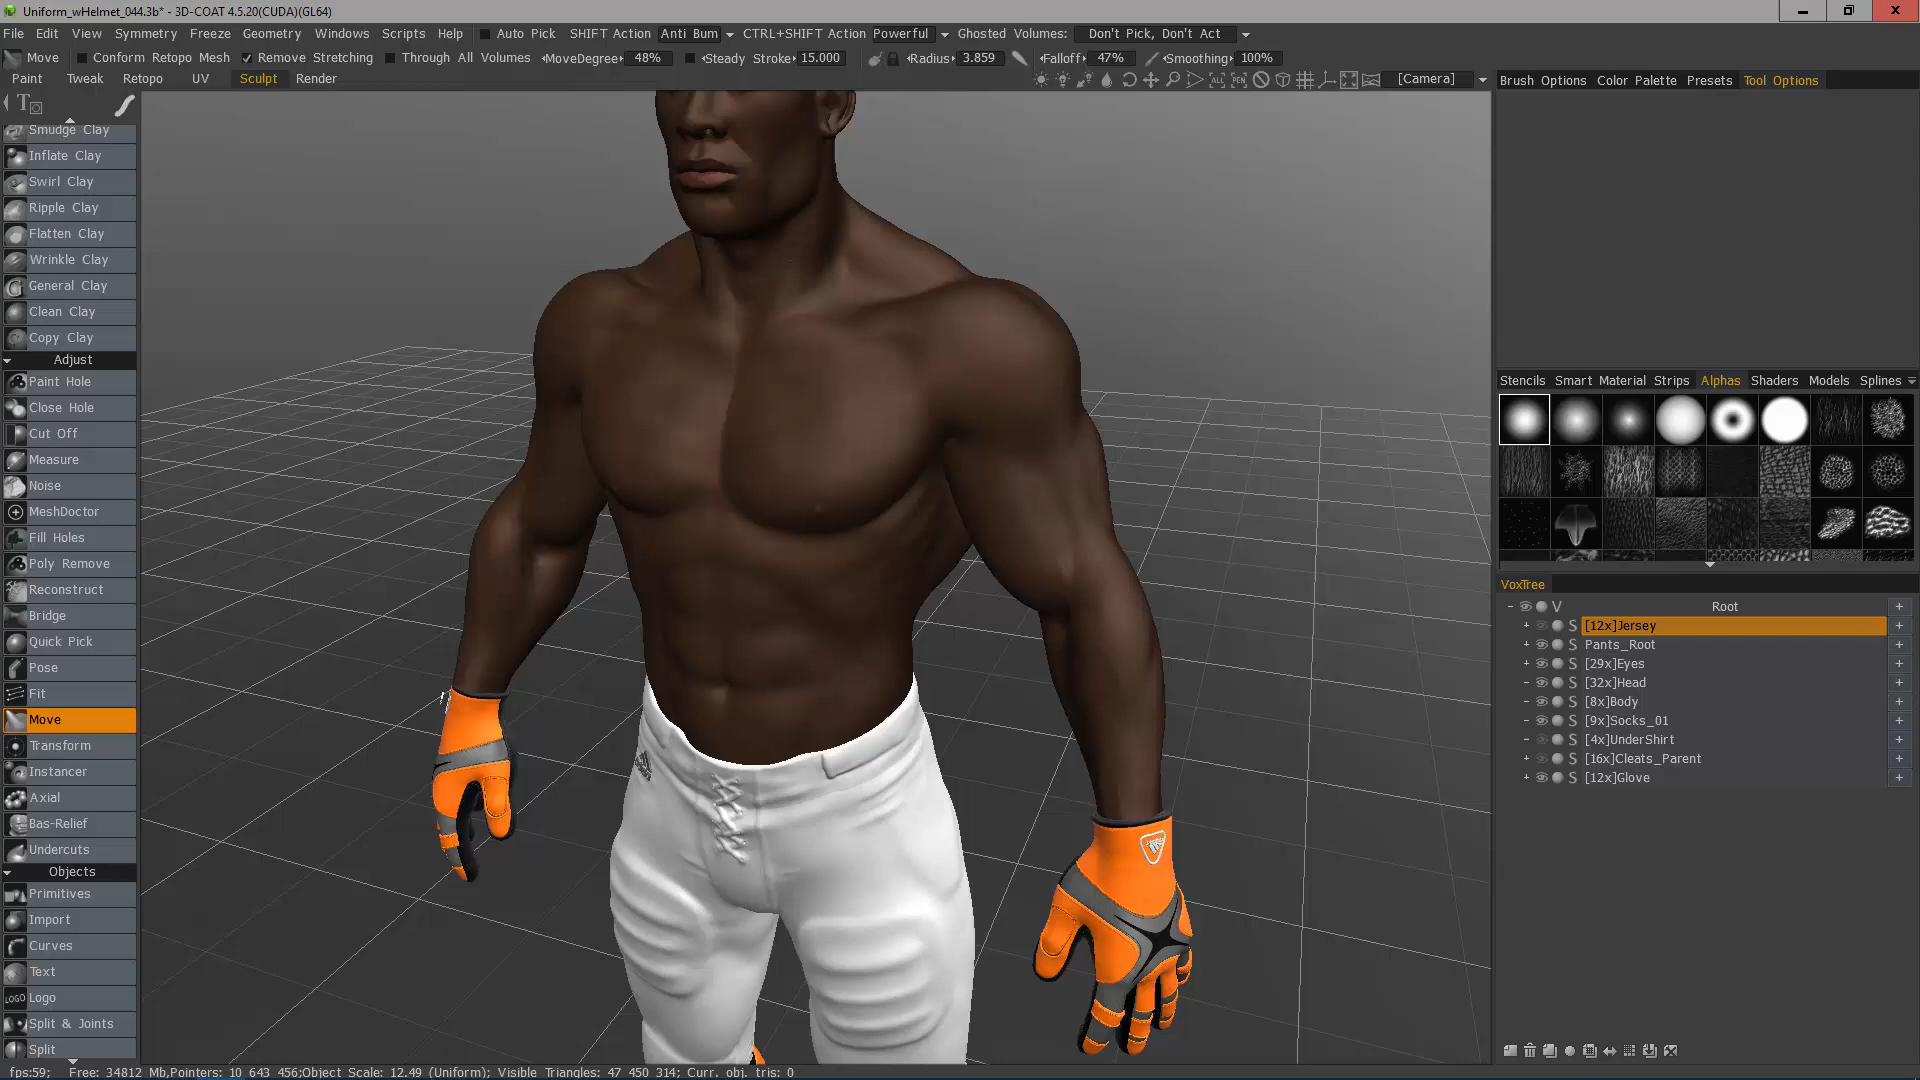 Uniform_wHelmet_044.3b* - 3D-COAT 4.5.20(CUDA)(GL64)
File Edit View Symmetry Freeze Geometry Windows Scripts Help Auto Pick SHIFT Action Anti Bum CTRL+SHIFT Action Powerful Ghosted Volumes: Don't Pick, Don't Act
Move Conform Retopo Mesh Remove Stretching Through All Volumes MoveDegree 48% Steady Stroke 15.000 Radius 3.859 Falloff 47% Smoothing 100%
Paint Tweak Retopo UV Sculpt Render [Camera] Brush Options Color Palette Presets Tool Options
ALL PEN
Smudge Clay
Inflate Clay
Swirl Clay
Ripple Clay
Flatten Clay
Wrinkle Clay
General Clay
Clean Clay
Copy Clay
Adjust
Paint Hole
Close Hole
Cut Off
Measure
Noise
MeshDoctor
Fill Holes
Poly Remove
Reconstruct
Bridge
Quick Pick
Pose
Fit
Move
Transform
Instancer
Axial
Bas-Relief
Undercuts
Objects
Primitives
Import
Curves
Text
LOGO Logo
Split & Joints
Split
Stencils Smart Material Strips Alphas Shaders Models Splines
VoxTree
V Root +
+ S [12x]Jersey +
S Pants_Root +
+ S [29x]Eyes +
S [32x]Head +
S [8x]Body +
S [9x]Socks_01 +
S [4x]UnderShirt +
+ S [16x]Cleats_Parent +
+ S [12x]Glove +
fps:59; Free: 34812 Mb,Pointers: 10 643 456;Object Scale: 12.49 (Uniform); Visible Triangles: 47 450 314; Curr. obj. tris: 0